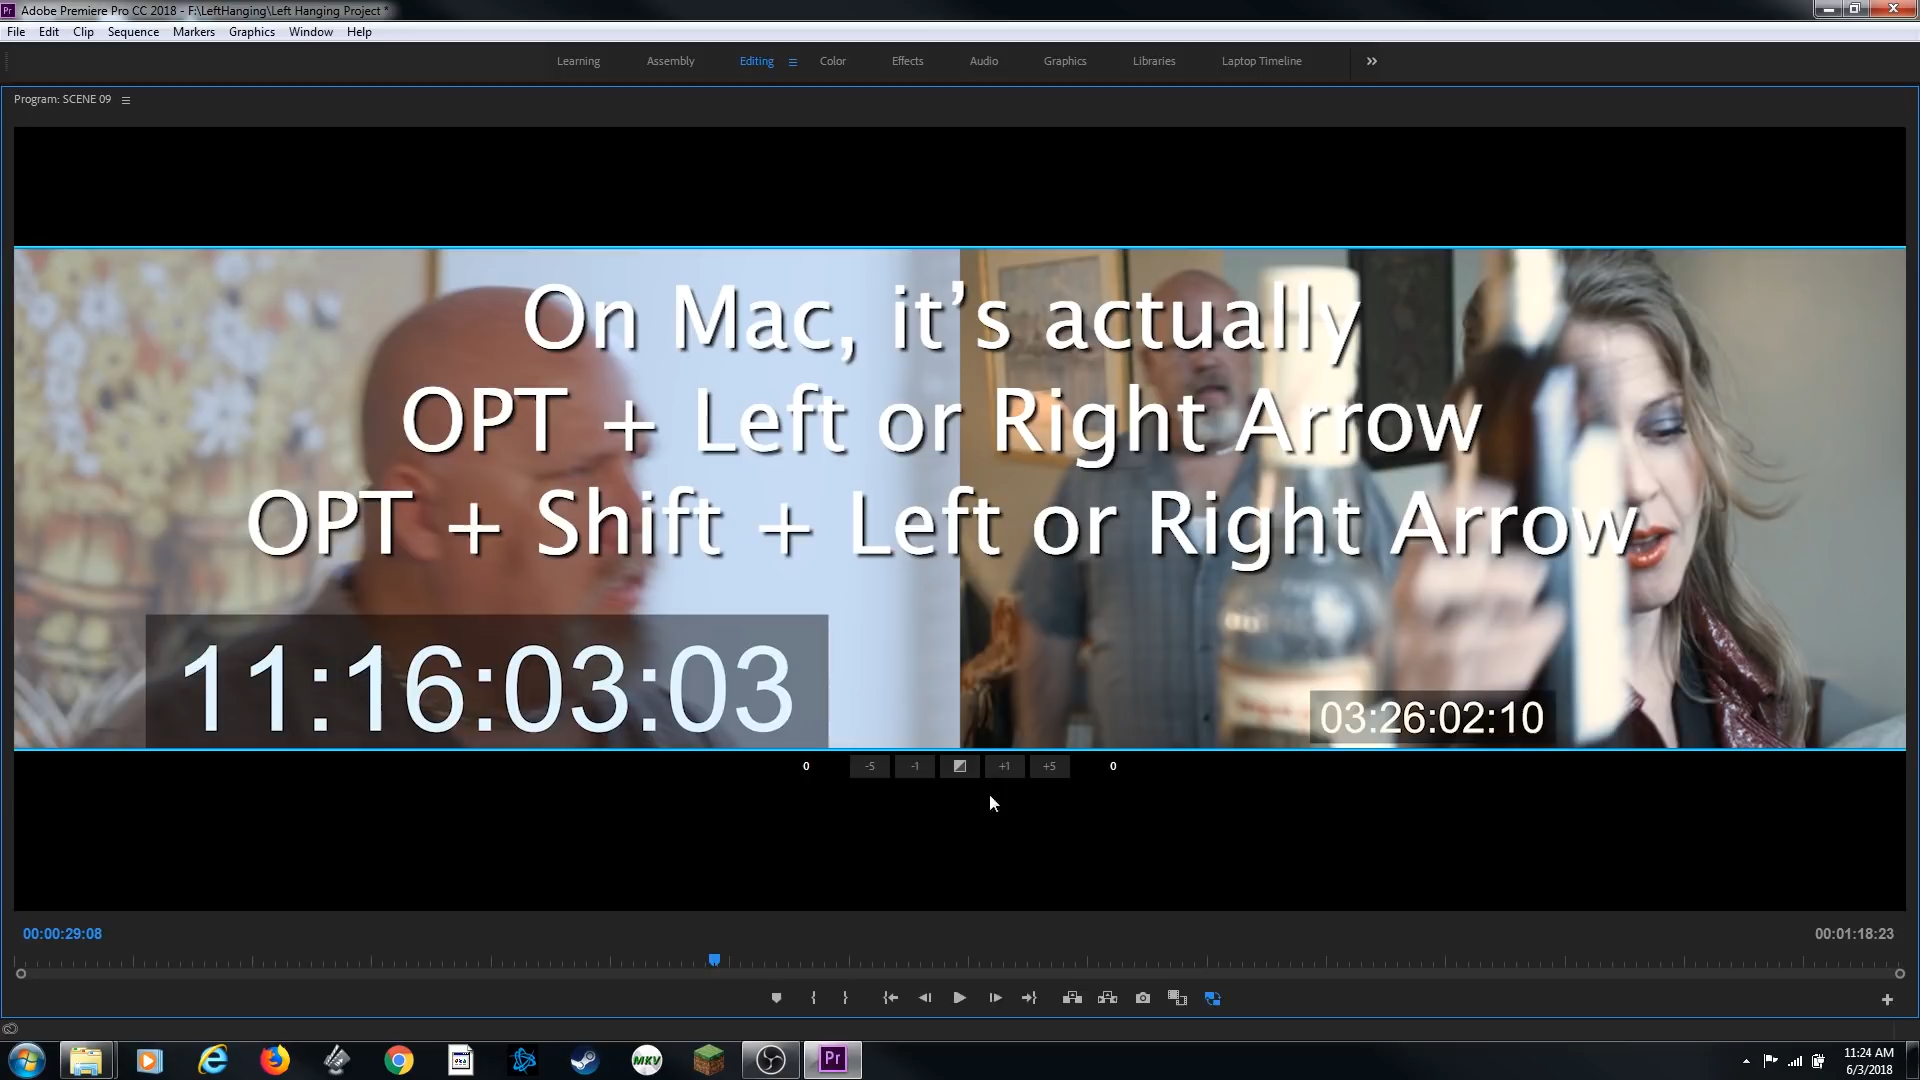 Pr Adobe Premiere Pro CC 2018 - F:\LeftHanging\Left Hanging Project *
File Edit Clip Sequence Markers Graphics Window Help
Learning Assembly Editing Color Effects Audio Graphics Libraries Laptop Timeline
Program: SCENE 09
On Mac, it’s actually
OPT + Left or Right Arrow
OPT + Shift + Left or Right Arrow
11:16:03:03
03:26:02:10
0 -5 -1 +1 +5 0
00:00:29:08 00:01:18:23
MKV Pr
11:24 AM
6/3/2018